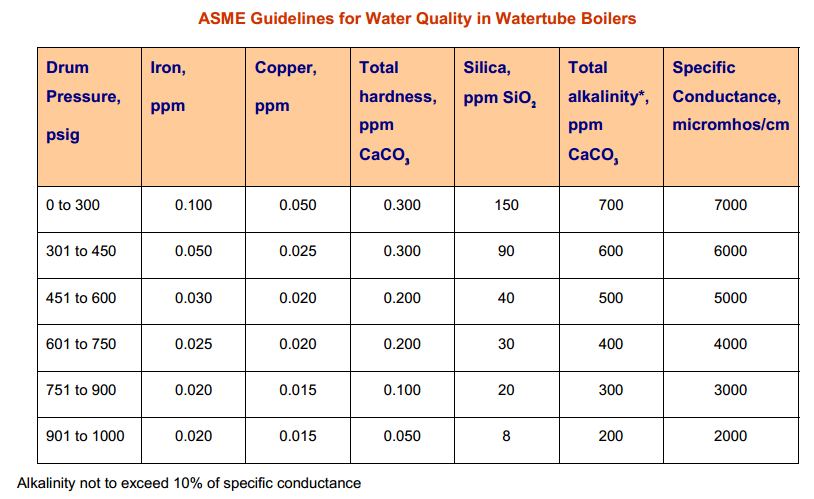 ASME Guidelines for Water Quality in Watertube Boilers
Drum Pressure, psig | Iron, ppm | Copper, ppm | Total hardness, ppm CaCO₃ | Silica, ppm SiO₂ | Total alkalinity*, ppm CaCO₃ | Specific Conductance, micromhos/cm
0 to 300 | 0.100 | 0.050 | 0.300 | 150 | 700 | 7000
301 to 450 | 0.050 | 0.025 | 0.300 | 90 | 600 | 6000
451 to 600 | 0.030 | 0.020 | 0.200 | 40 | 500 | 5000
601 to 750 | 0.025 | 0.020 | 0.200 | 30 | 400 | 4000
751 to 900 | 0.020 | 0.015 | 0.100 | 20 | 300 | 3000
901 to 1000 | 0.020 | 0.015 | 0.050 | 8 | 200 | 2000
Alkalinity not to exceed 10% of specific conductance